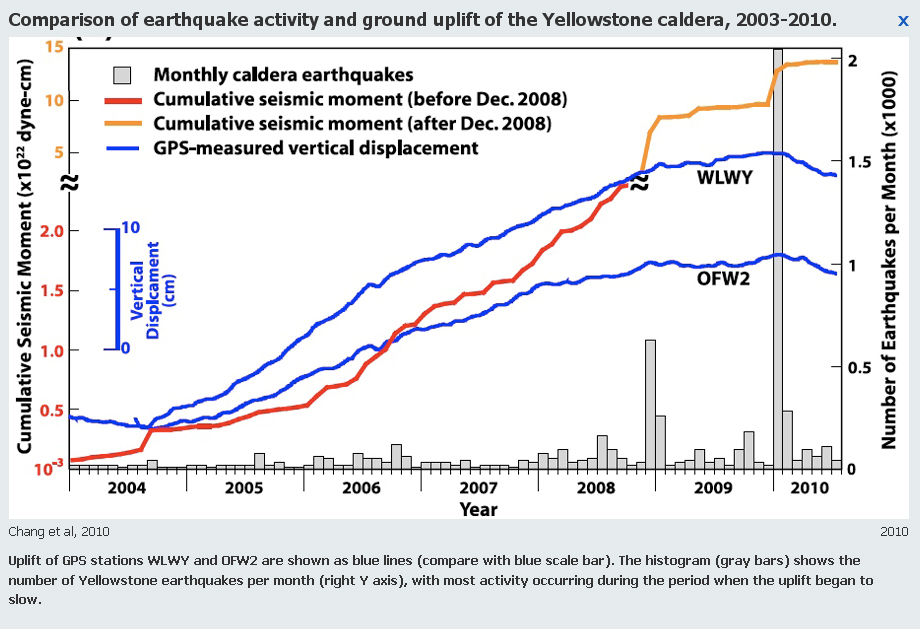 Comparison of earthquake activity and ground uplift of the Yellowstone caldera, 2003-2010.
x
15
10
5
2.0
1.5
1.0
0.5
10⁻³
Cumulative Seismic Moment (x10²² dyne-cm)
Monthly caldera earthquakes
Cumulative seismic moment (before Dec. 2008)
Cumulative seismic moment (after Dec. 2008)
GPS-measured vertical displacement
10
0
Vertical
Displcament
(cm)
WLWY
OFW2
2
1.5
1
0.5
0
Number of Earthquakes per Month (x1000)
2004 2005 2006 2007 2008 2009 2010
Year
Chang et al, 2010
2010
Uplift of GPS stations WLWY and OFW2 are shown as blue lines (compare with blue scale bar). The histogram (gray bars) shows the
number of Yellowstone earthquakes per month (right Y axis), with most activity occurring during the period when the uplift began to
slow.